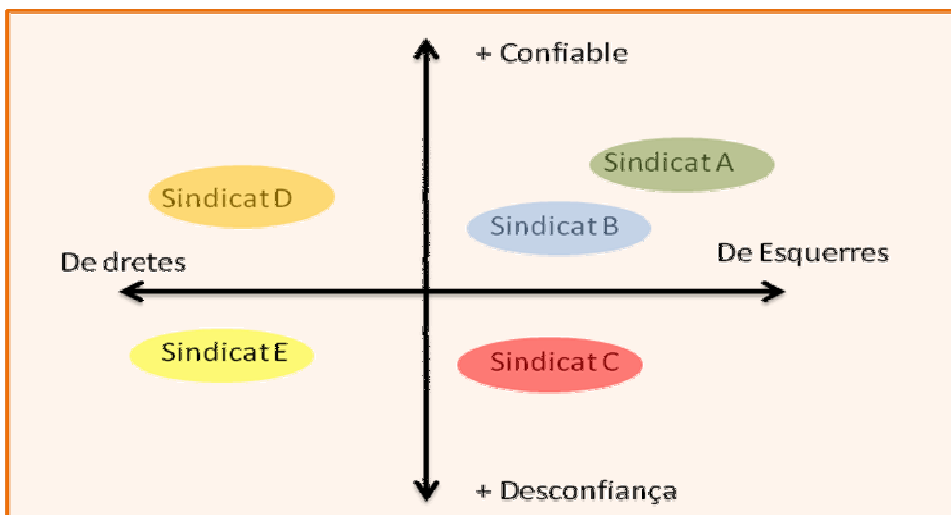 + Confiable
Sindicat A
Sindicat D
Sindicat B
De dretes
De Esquerres
Sindicat E
Sindicat C
+ Desconfiança